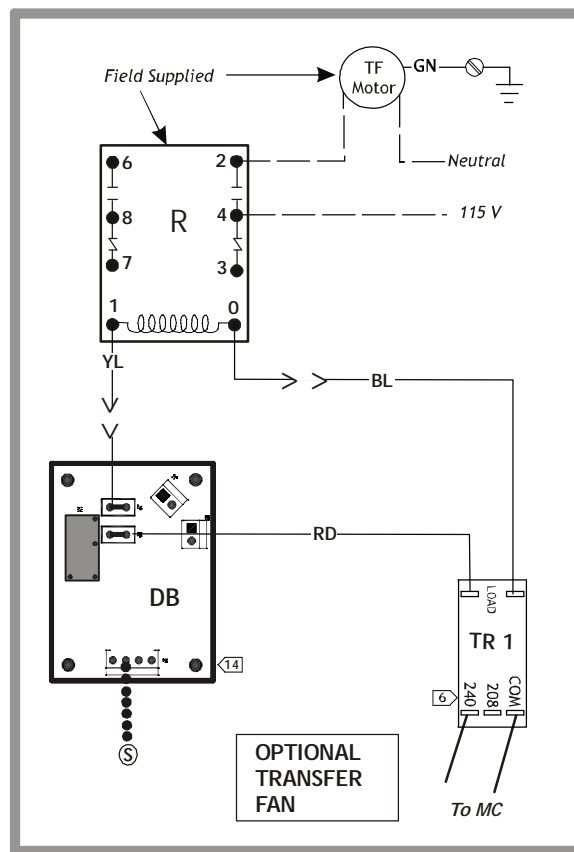 TF
Motor
GN
Field Supplied
Neutral
115 V
6
2
8
R
4
7
3
1
0
YL
BL
RD
DB
14
S
LOAD
TR 1
6
240
208
COM
To MC
OPTIONAL
TRANSFER
FAN